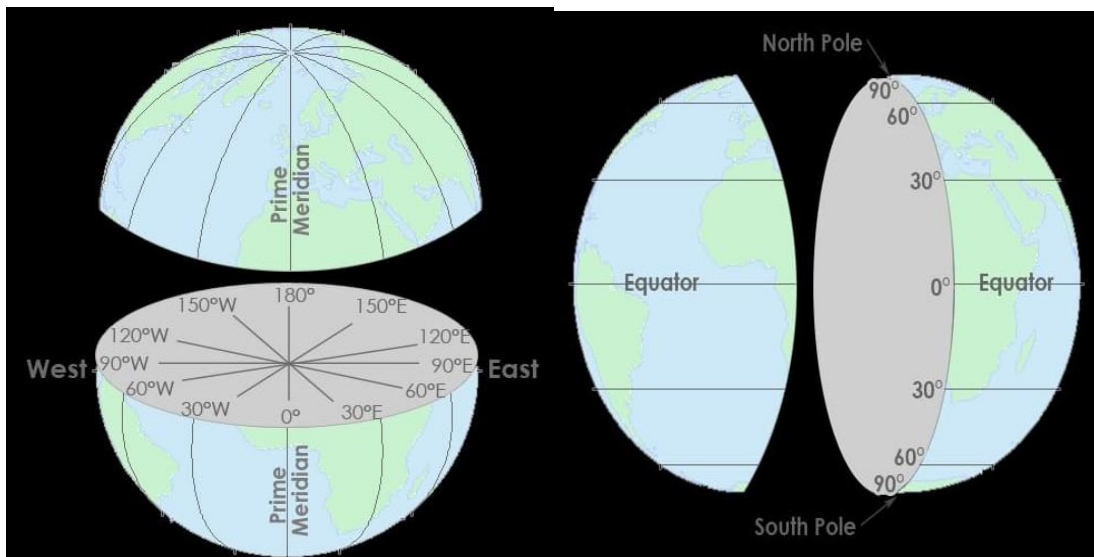 Prime
Meridian
180°
150°W
150°E
120°W
120°E
West
90°W
90°E
East
60°W
60°E
30°W
30°E
0°
Prime
Meridian
North Pole
90°
60°
30°
Equator
0°
Equator
30°
60°
90°
South Pole